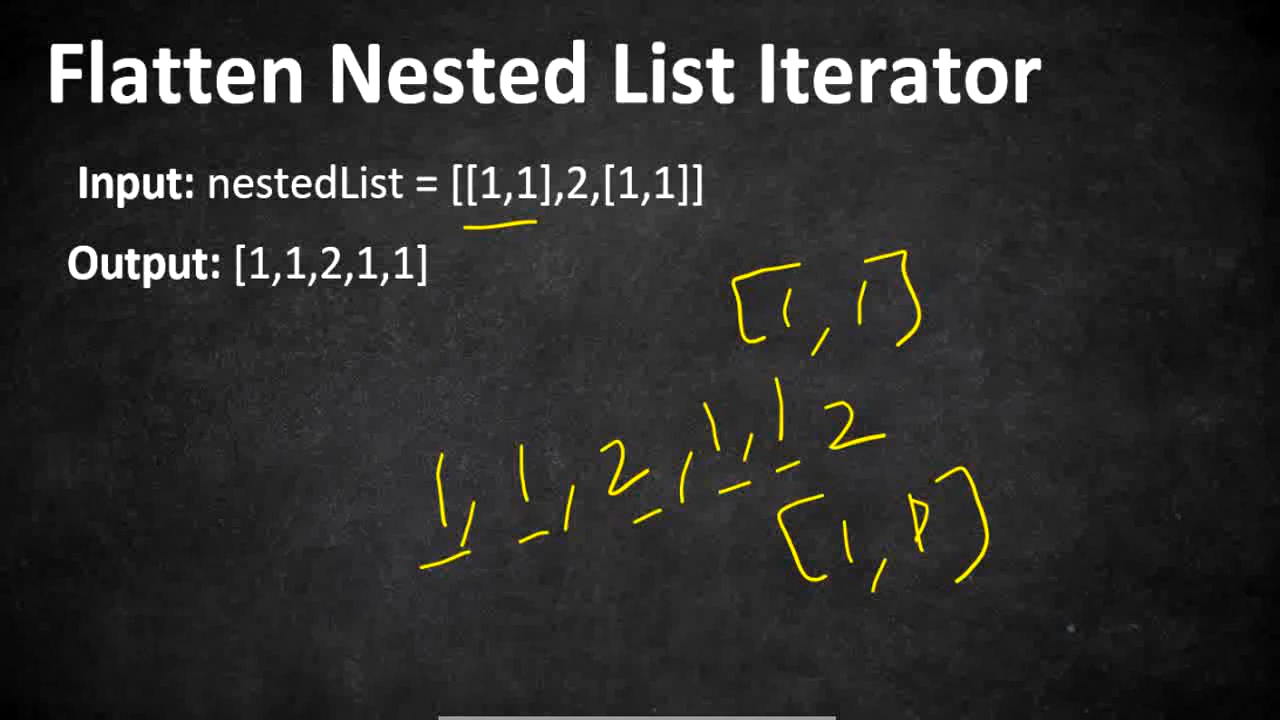 Flatten Nested List Iterator
Input: nestedList = [[1,1],2,[1,1]]
Output: [1,1,2,1,1]
[1,1]
1,1,2,1,1
2
[1,1]